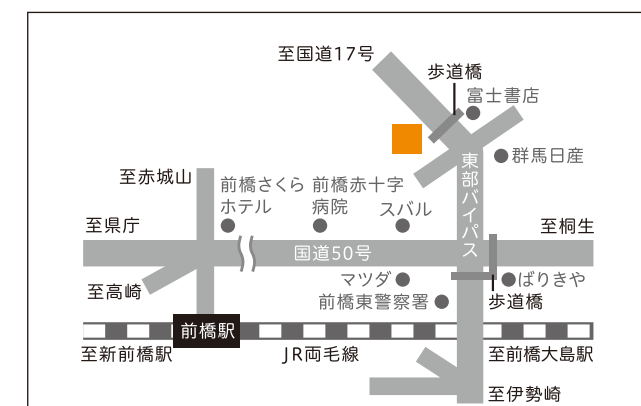 至国道17号
歩道橋
富士書店
群馬日産
東部バイパス
至赤城山
前橋さくら
ホテル
前橋赤十字
病院
スバル
至県庁
至桐生
国道50号
至高崎
マツダ
ばりきや
前橋東警察署
歩道橋
前橋駅
至新前橋駅
JR両毛線
至前橋大島駅
至伊勢崎